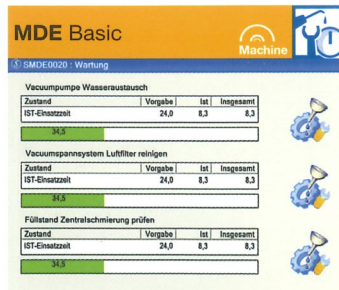 MDE Basic
Machine
SMDE0020 : Wartung
Vacuumpumpe Wasseraustausch
Zustand Vorgabe Ist Insgesamt
IST-Einsatzzeit 24,0 8,3 8,3
34,5
Vacuumspannsystem Luftfilter reinigen
Zustand Vorgabe Ist Insgesamt
IST-Einsatzzeit 24,0 8,3 8,3
34,5
Füllstand Zentralschmierung prüfen
Zustand Vorgabe Ist Insgesamt
IST-Einsatzzeit 24,0 8,3 8,3
34,5